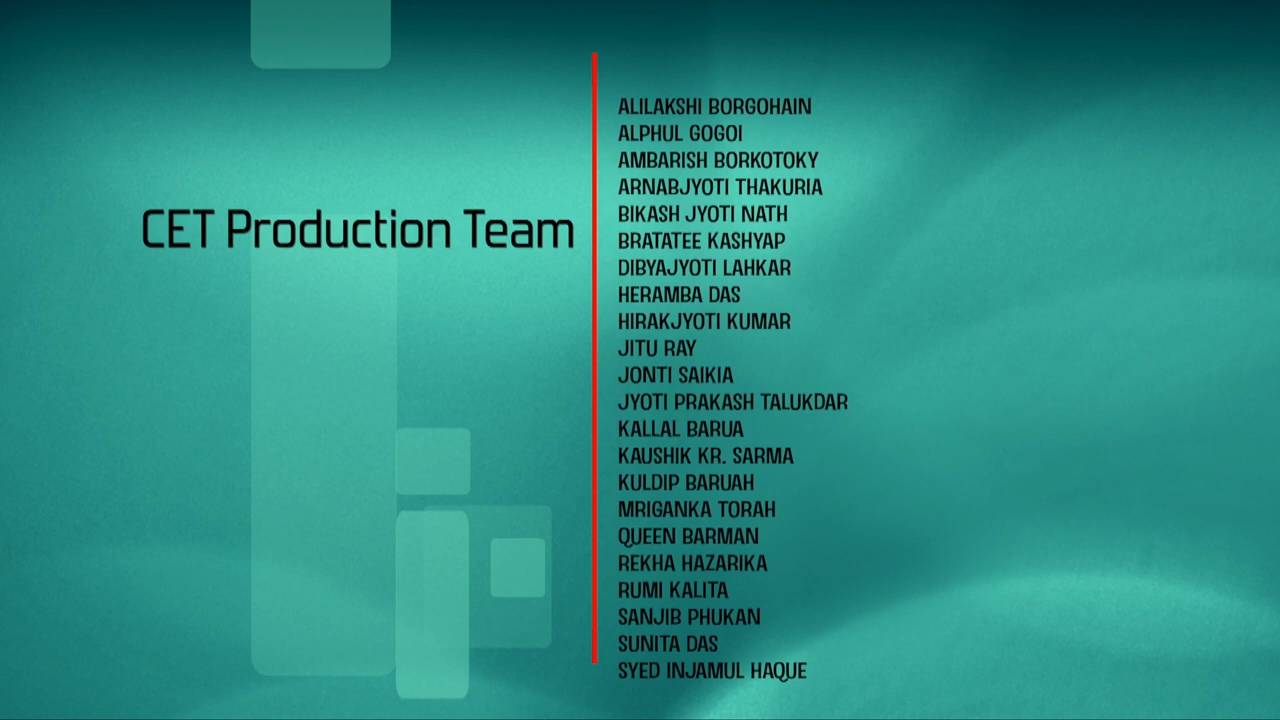 CET Production Team
ALILAKSHI BORGOHAIN
ALPHUL GOGOI
AMBARISH BORKOTOKY
ARNABJYOTI THAKURIA
BIKASH JYOTI NATH
BRATATEE KASHYAP
DIBYAJYOTI LAHKAR
HERAMBA DAS
HIRAKJYOTI KUMAR
JITU RAY
JONTI SAIKIA
JYOTI PRAKASH TALUKDAR
KALLAL BARUA
KAUSHIK KR. SARMA
KULDIP BARUAH
MRIGANKA TORAH
QUEEN BARMAN
REKHA HAZARIKA
RUMI KALITA
SANJIB PHUKAN
SUNITA DAS
SYED INJAMUL HAQUE